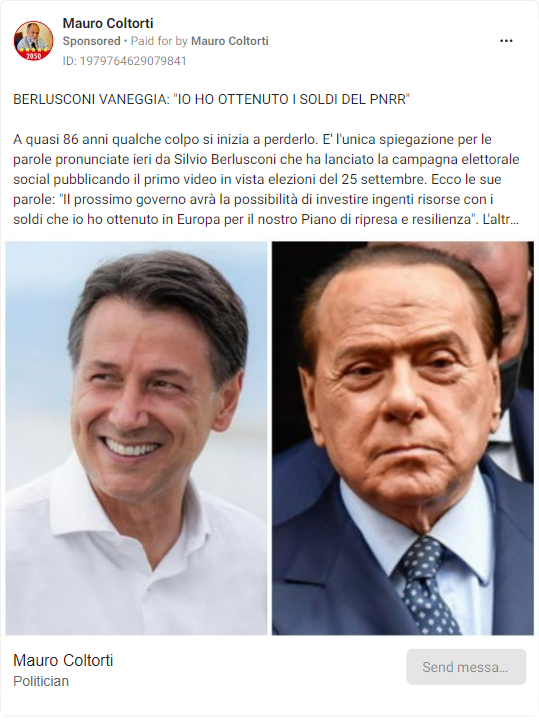 Mauro Coltorti
Sponsored • Paid for by Mauro Coltorti
ID: 1979764629079841
BERLUSCONI VANEGGIA: "IO HO OTTENUTO I SOLDI DEL PNRR"
A quasi 86 anni qualche colpo si inizia a perderlo. E' l'unica spiegazione per le
parole pronunciate ieri da Silvio Berlusconi che ha lanciato la campagna elettorale
social pubblicando il primo video in vista elezioni del 25 settembre. Ecco le sue
parole: "Il prossimo governo avrà la possibilità di investire ingenti risorse con i
soldi che io ho ottenuto in Europa per il nostro Piano di ripresa e resilienza". L'altr...
2050
Mauro Coltorti
Politician
Send messa...